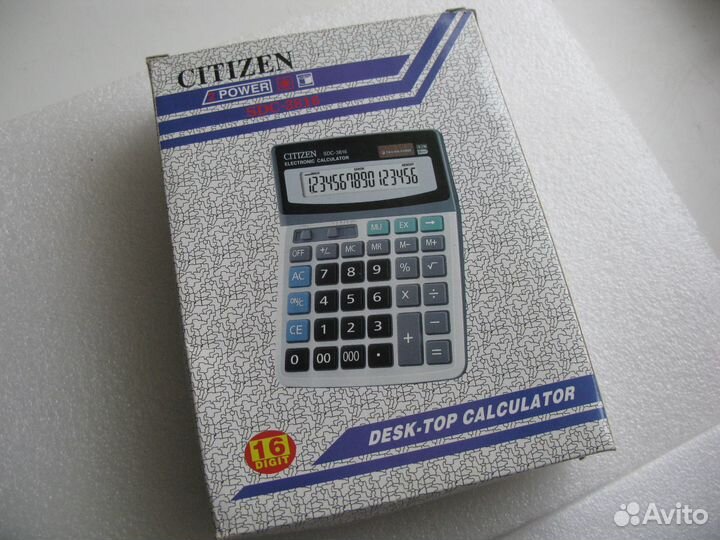 CITIZEN
POWER
CITIZEN SDC-3816
ELECTRONIC CALCULATOR
1234567890123456
MU EX →
OFF +/− MC MR M− M+
AC 7 8 9 % √
ON/C 4 5 6 X ÷
CE 1 2 3 + −
0 00 000 • =
16
DIGIT
DESK-TOP CALCULATOR
Avito